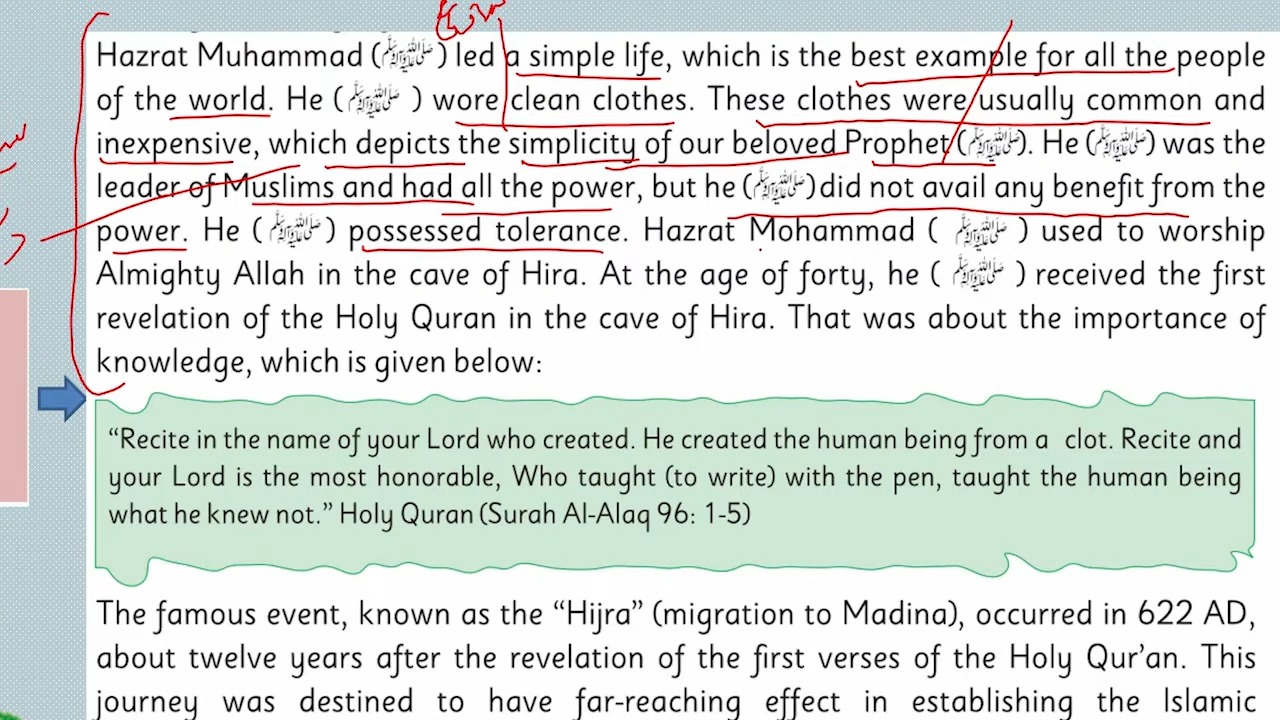 Hazrat Muhammad (ﷺ) led a simple life, which is the best example for all the people
of the world. He (ﷺ) wore clean clothes. These clothes were usually common and
inexpensive, which depicts the simplicity of our beloved Prophet (ﷺ). He (ﷺ) was the
leader of Muslims and had all the power, but he (ﷺ) did not avail any benefit from the
power. He (ﷺ) possessed tolerance. Hazrat Mohammad (ﷺ) used to worship
Almighty Allah in the cave of Hira. At the age of forty, he (ﷺ) received the first
revelation of the Holy Quran in the cave of Hira. That was about the importance of
knowledge, which is given below:
“Recite in the name of your Lord who created. He created the human being from a clot. Recite and
your Lord is the most honorable, Who taught (to write) with the pen, taught the human being
what he knew not.” Holy Quran (Surah Al-Alaq 96: 1-5)
The famous event, known as the “Hijra” (migration to Madina), occurred in 622 AD,
about twelve years after the revelation of the first verses of the Holy Qur’an. This
journey was destined to have far-reaching effect in establishing the Islamic